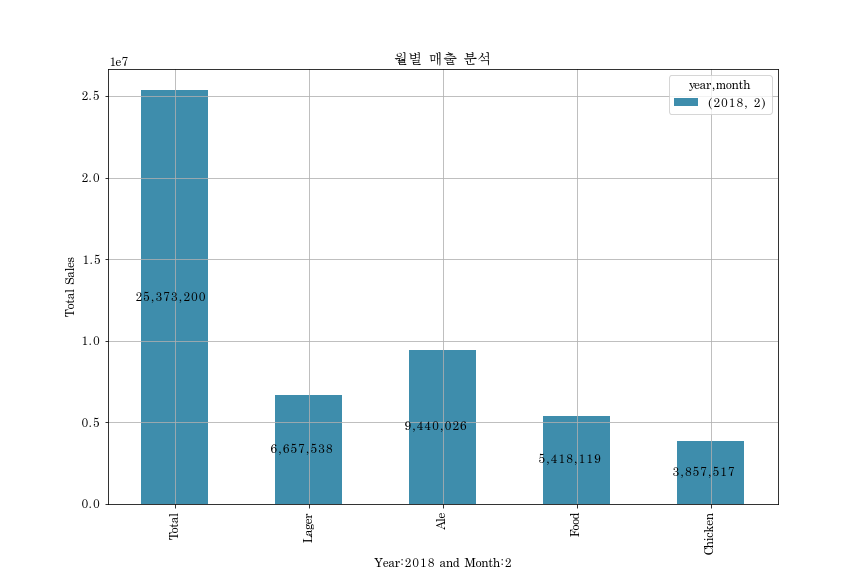 월별 매출 분석
1e7
year,month
(2018, 2)
2.5
2.0
1.5
1.0
0.5
0.0
Total Sales
25,373,200
6,657,538
9,440,026
5,418,119
3,857,517
Total
Lager
Ale
Food
Chicken
Year:2018 and Month:2